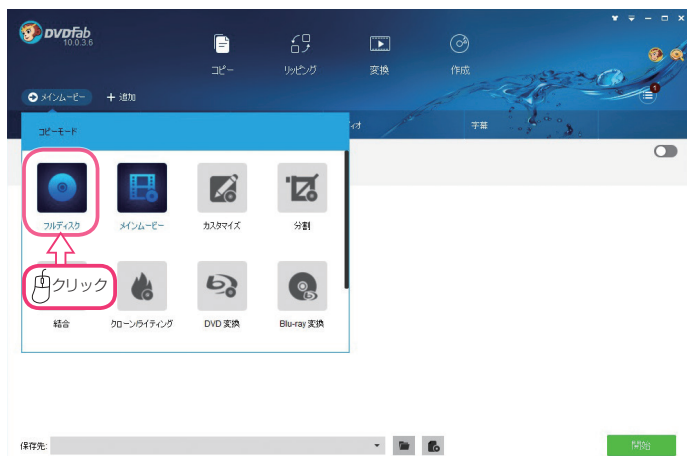 DVDFab
10.0.3.6
コピー
リッピング
変換
作成
メインムービー
+ 追加
1
コピーモード
字幕
フルディスク
メインムービー
カスタマイズ
分割
クリック
結合
クローン/ライティング
DVD 変換
Blu-ray 変換
保存先:
開始